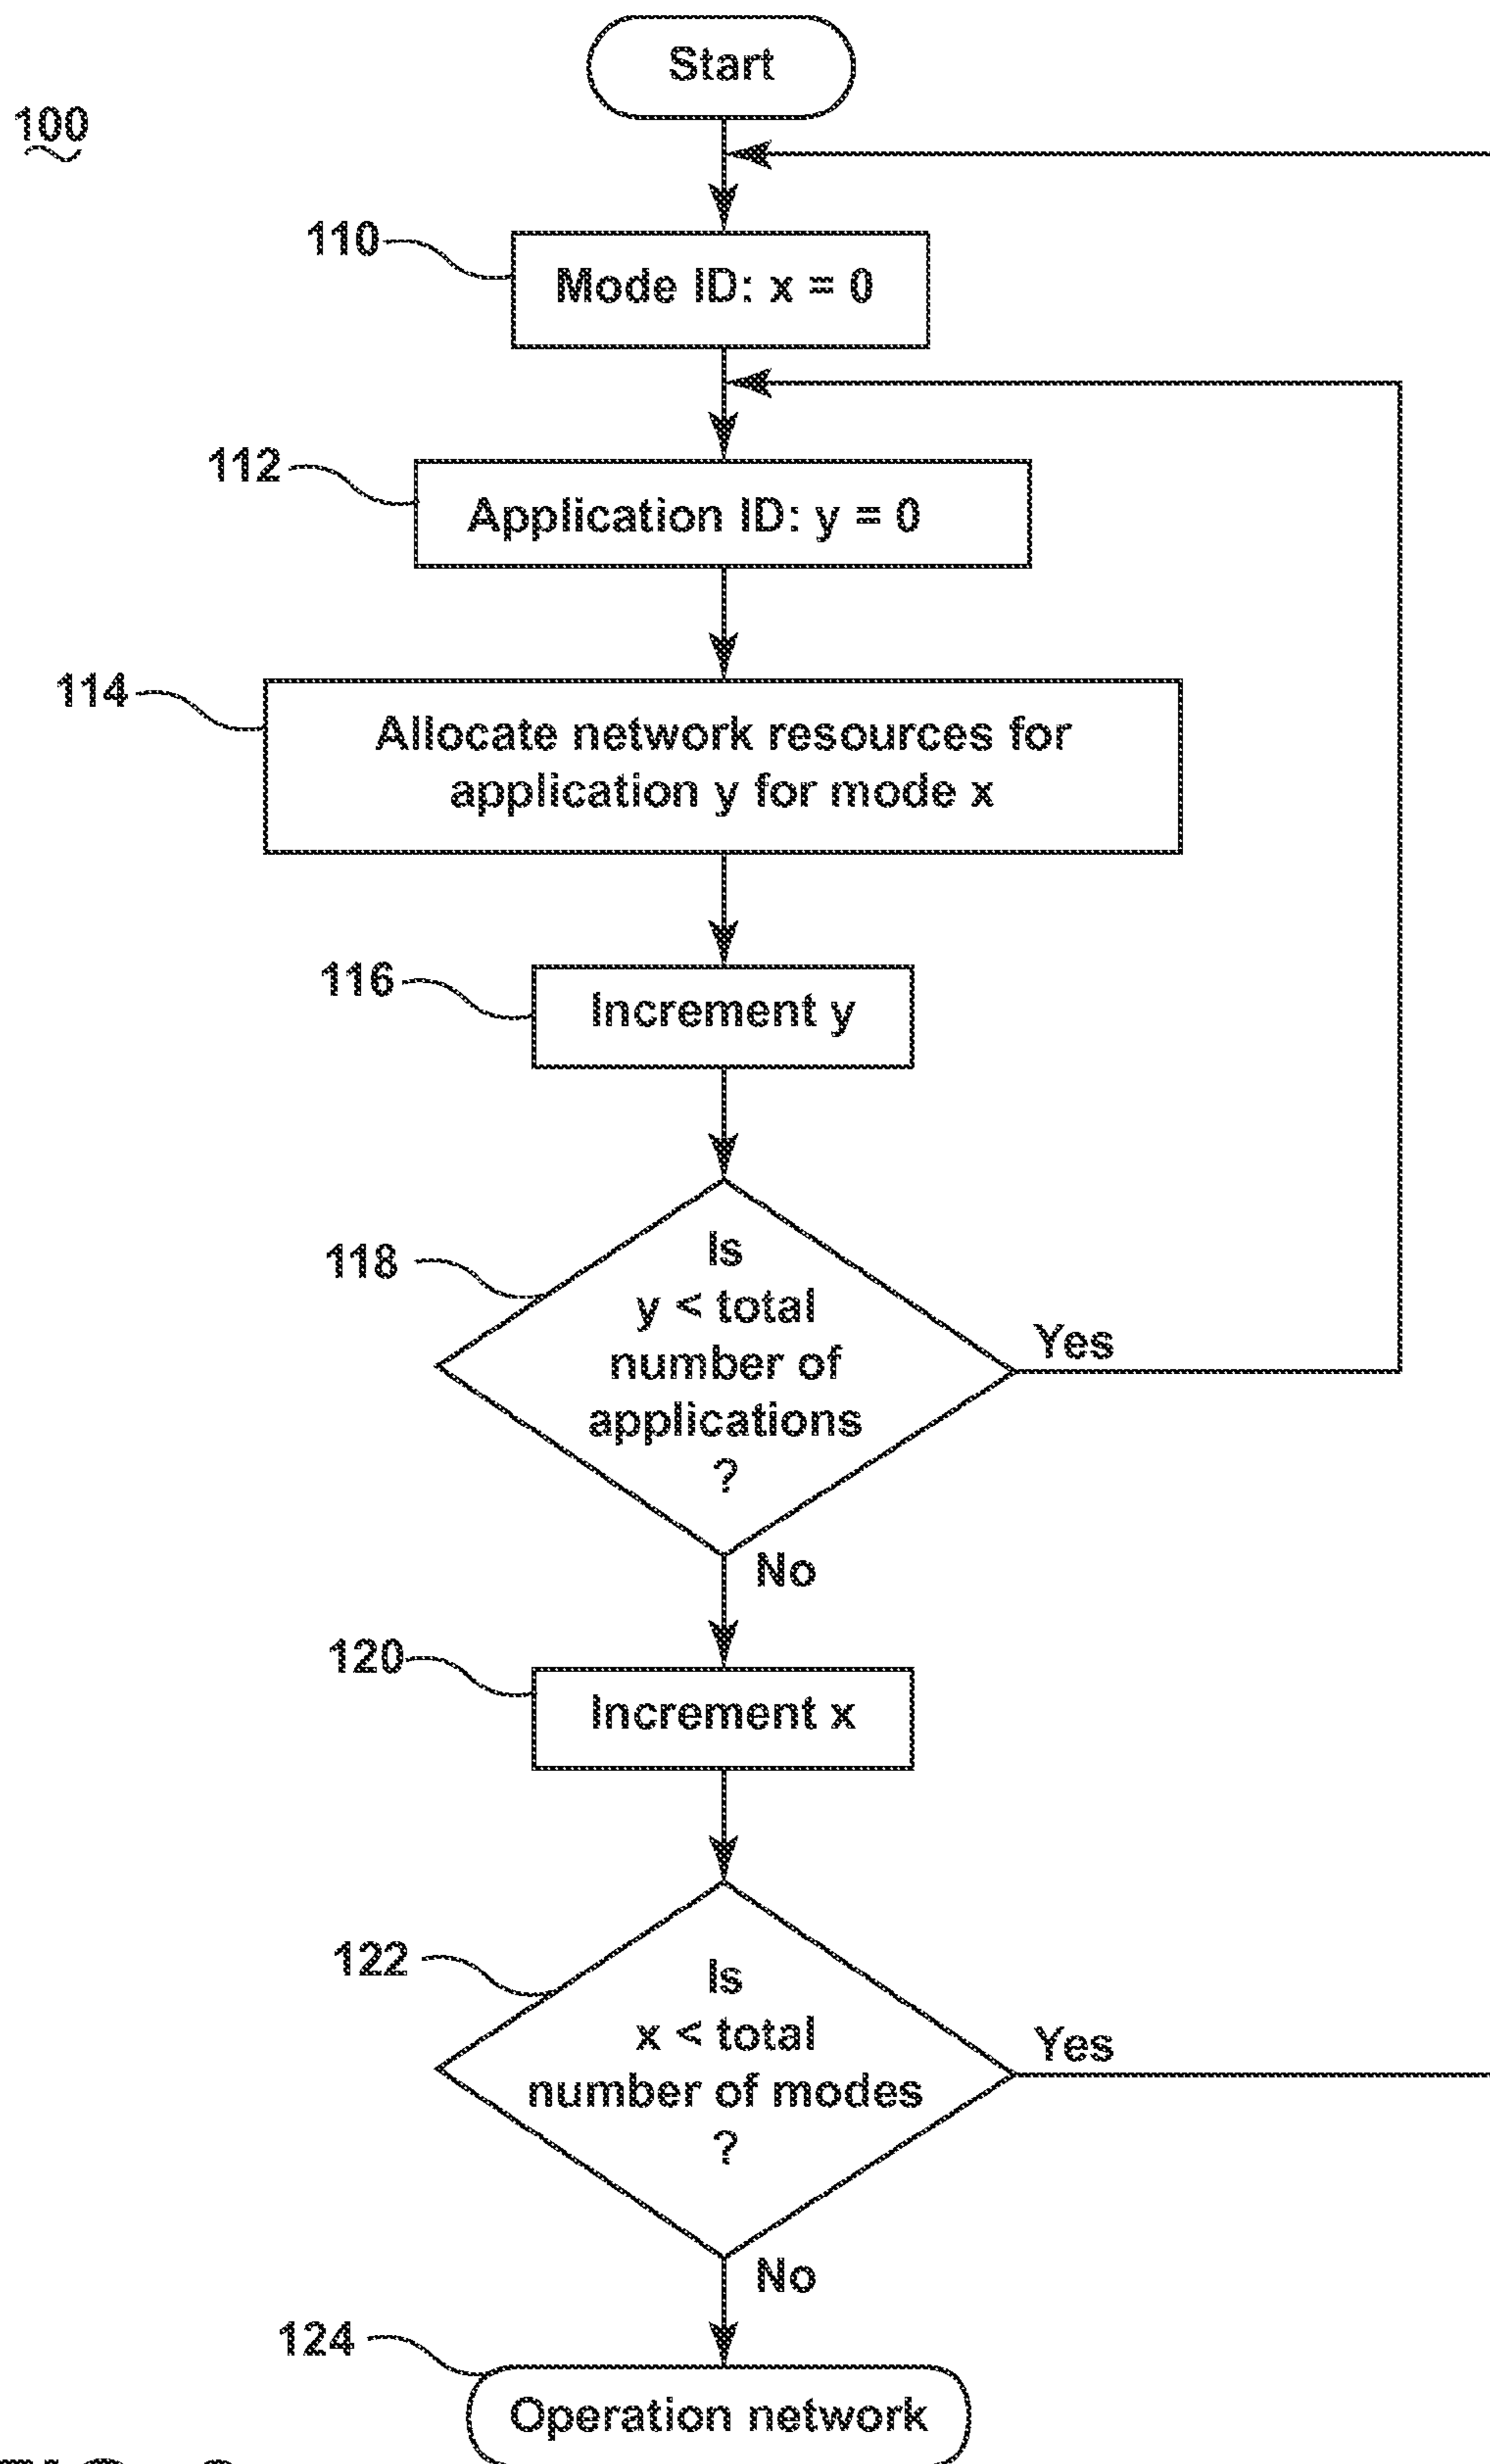 Start
100
110
Mode ID: x = 0
112
Application ID: y = 0
114
Allocate network resources for
application y for mode x
116
Increment y
118
Is
y < total
number of
applications
?
Yes
No
120
Increment x
122
Is
x < total
number of modes
?
Yes
No
124
Operation network